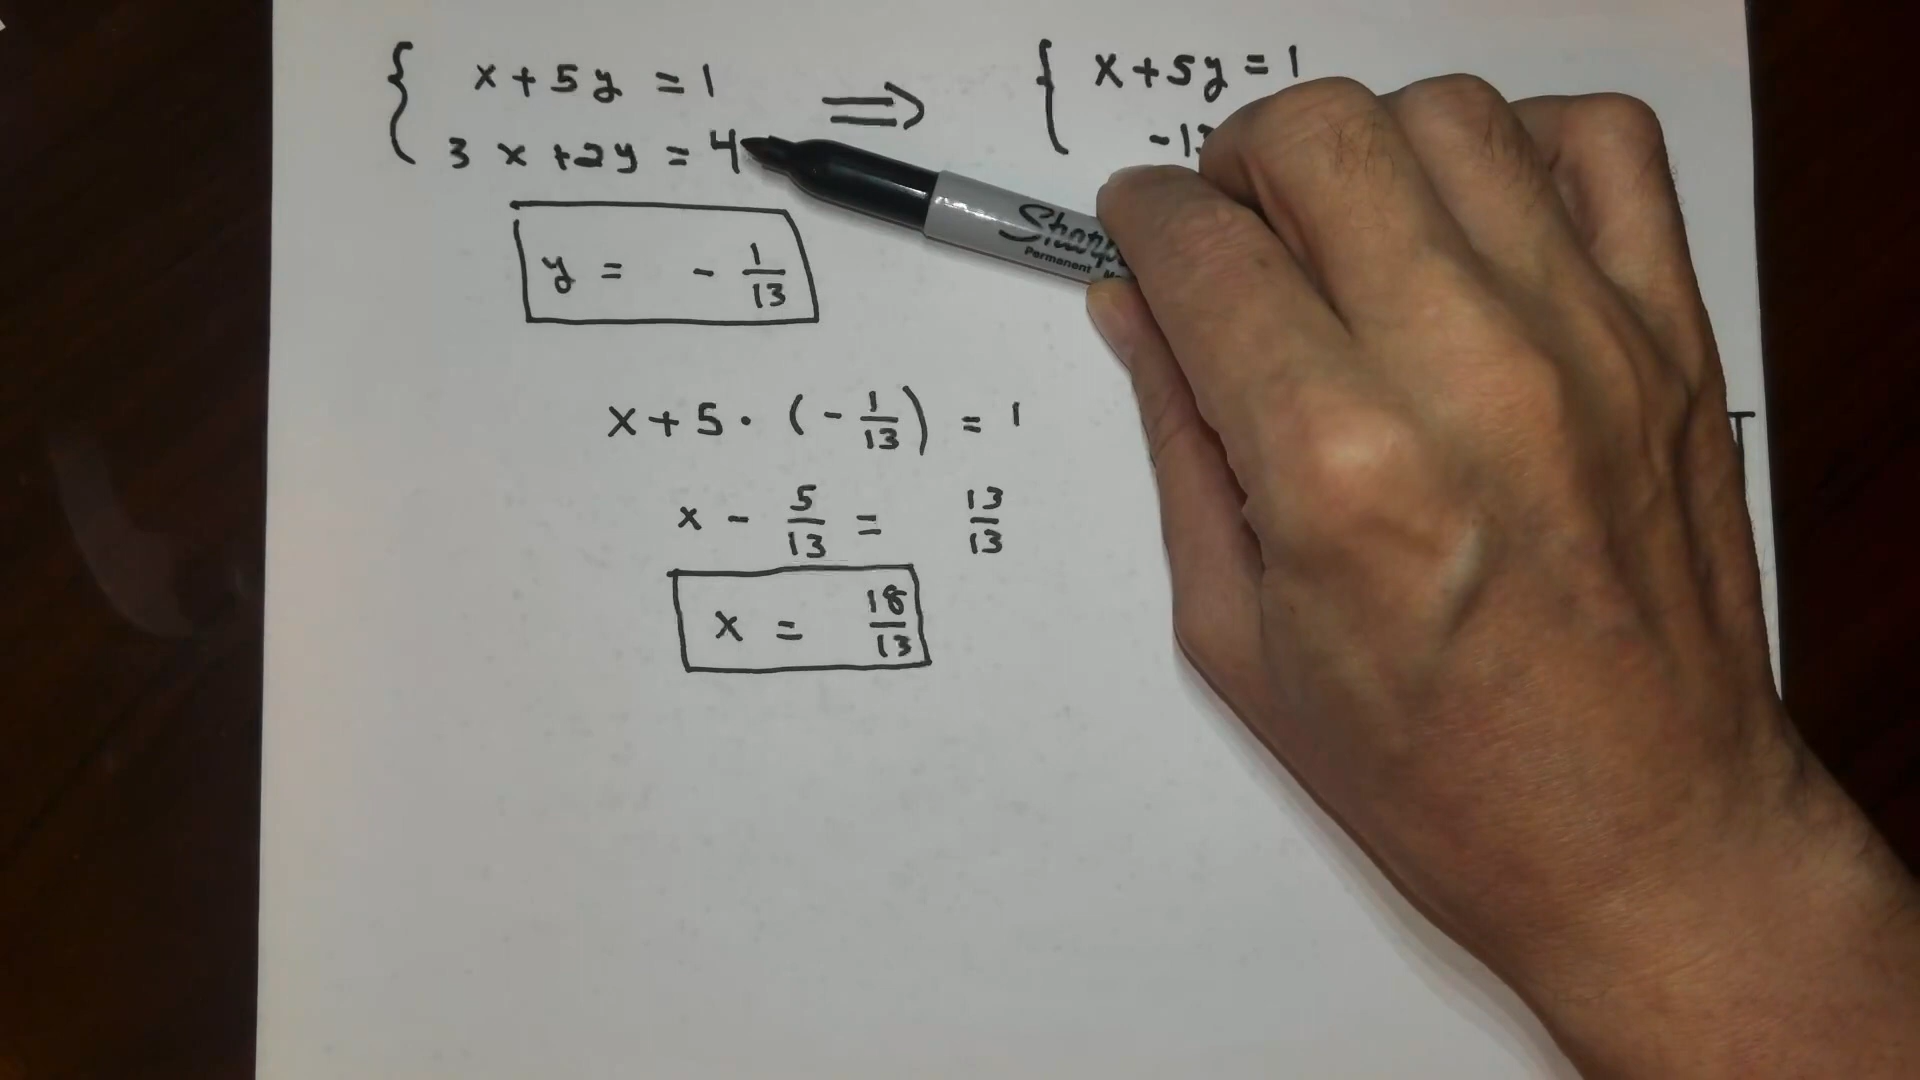 x + 5y = 1 ⟹ x + 5y = 1
3x + 2y = 4
y = - 1/13
x + 5 · (- 1/13) = 1
x - 5/13 = 13/13
x = 18/13
Sharp
Permanent